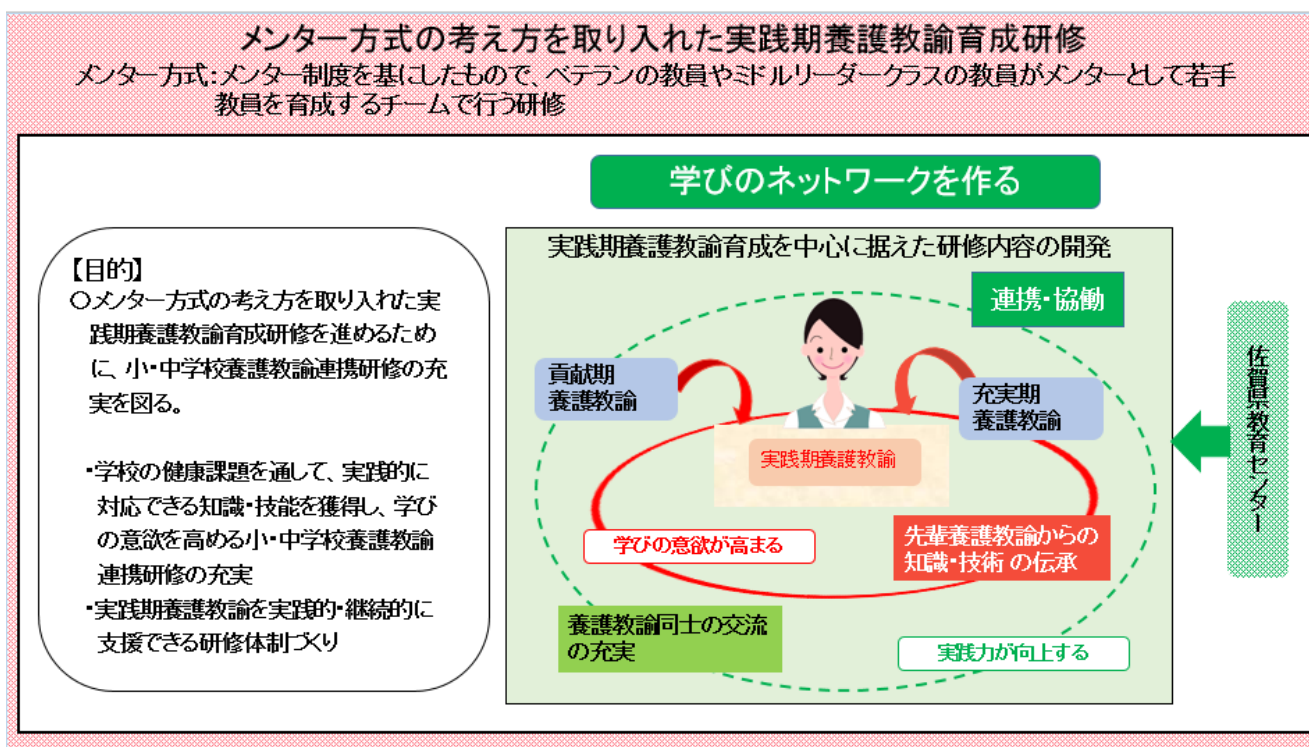 メンター方式の考え方を取り入れた実践期養護教諭育成研修
メンター方式:メンター制度を基にしたもので、ベテランの教員やミドルリーダークラスの教員がメンターとして若手
教員を育成するチームで行う研修
学びのネットワークを作る
【目的】
○メンター方式の考え方を取り入れた実
践期養護教諭育成研修を進めるため
に、小・中学校養護教諭連携研修の充
実を図る。
・学校の健康課題を通して、実践的に
対応できる知識・技能を獲得し、学び
の意欲を高める小・中学校養護教諭
連携研修の充実
・実践期養護教諭を実践的・継続的に
支援できる研修体制づくり
実践期養護教諭育成を中心に据えた研修内容の開発
連携・協働
貢献期
養護教諭
充実期
養護教諭
実践期養護教諭
学びの意欲が高まる
先輩養護教諭からの
知識・技術 の伝承
養護教諭同士の交流
の充実
実践力が向上する
佐賀県教育センター